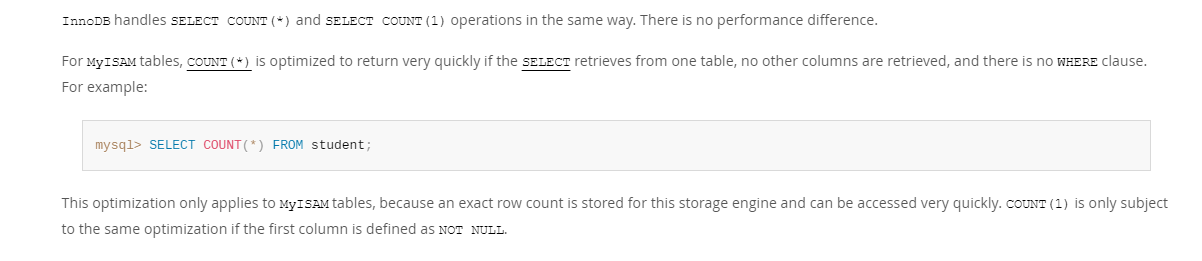 InnoDB handles SELECT COUNT(*) and SELECT COUNT(1) operations in the same way. There is no performance difference.
For MyISAM tables, COUNT(*) is optimized to return very quickly if the SELECT retrieves from one table, no other columns are retrieved, and there is no WHERE clause.
For example:
mysql> SELECT COUNT(*) FROM student;
This optimization only applies to MyISAM tables, because an exact row count is stored for this storage engine and can be accessed very quickly. COUNT(1) is only subject
to the same optimization if the first column is defined as NOT NULL.